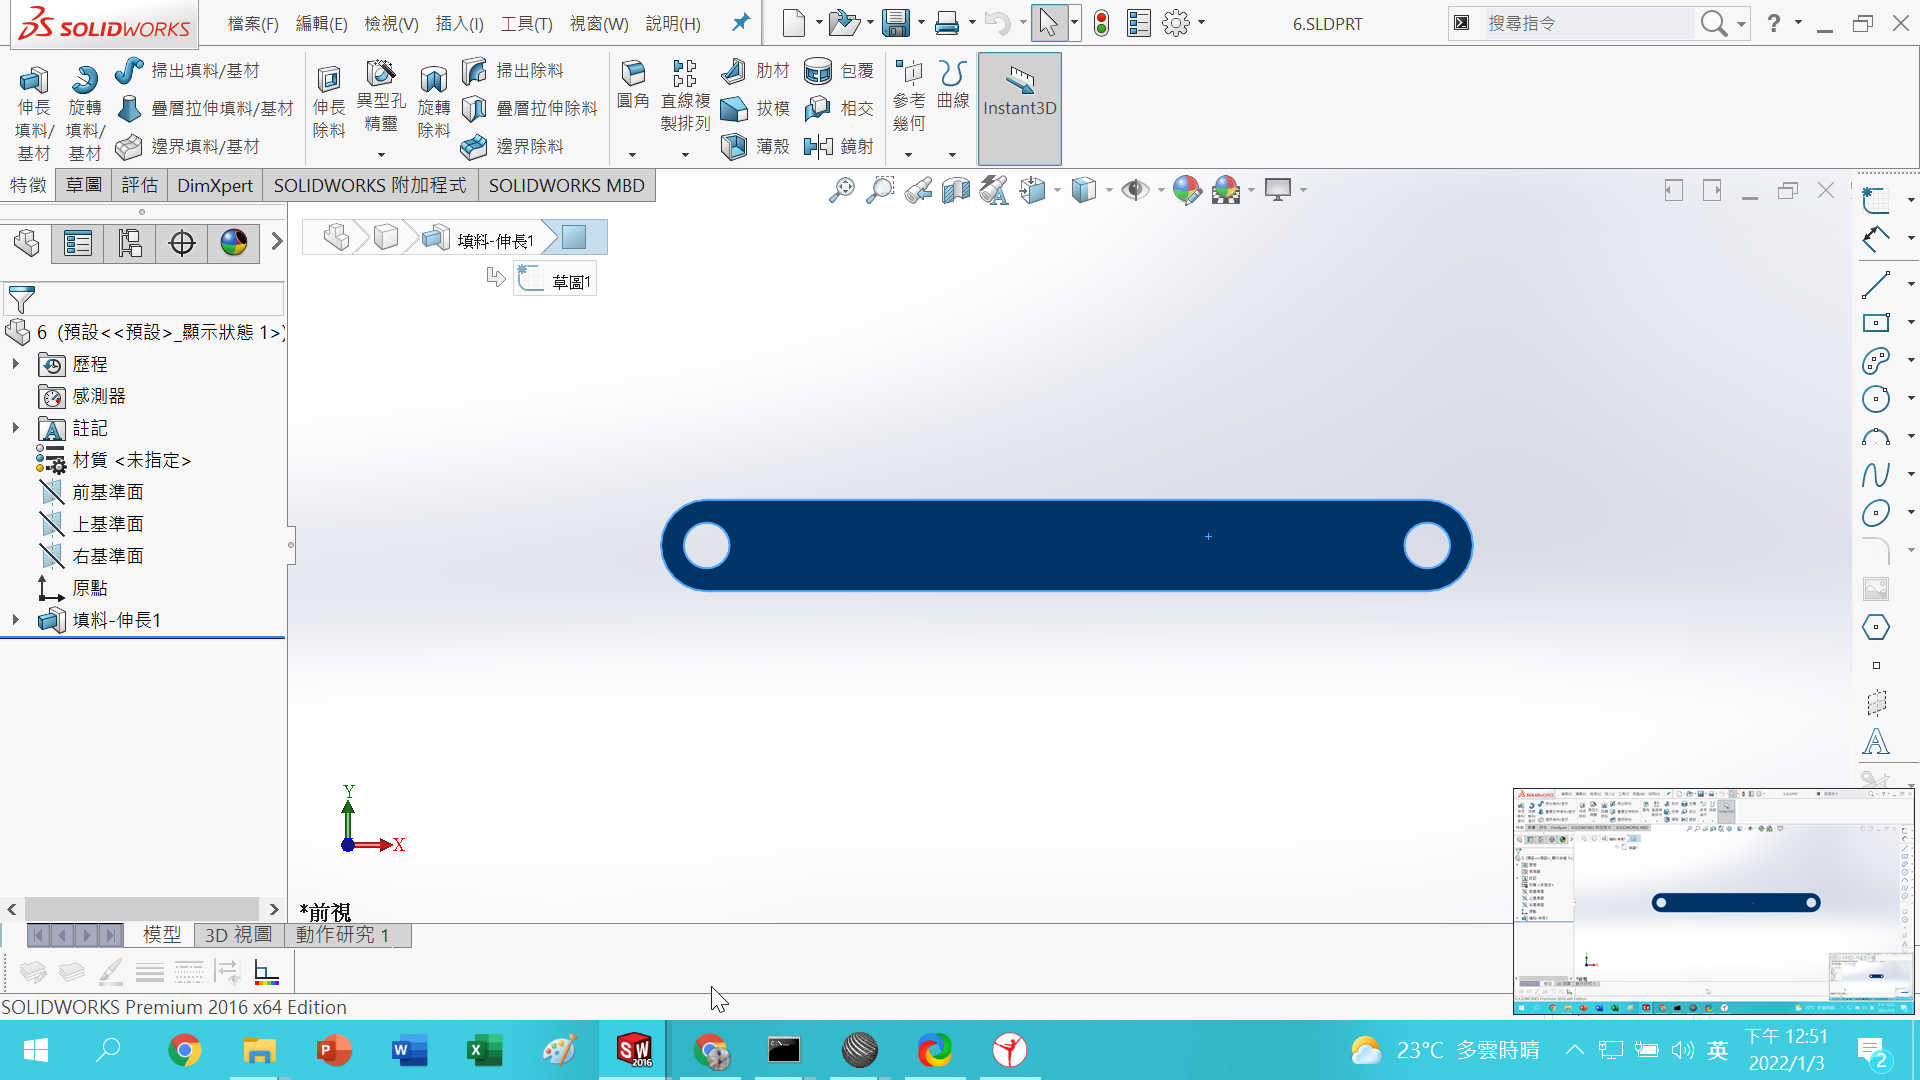 SOLIDWORKS 檔案(F) 編輯(E) 檢視(V) 插入(I) 工具(T) 視窗(W) 說明(H) 6.SLDPRT 搜尋指令 ?
伸長填料/基材
旋轉填料/基材
掃出填料/基材
疊層拉伸填料/基材
邊界填料/基材
伸長除料
異型孔精靈
旋轉除料
掃出除料
疊層拉伸除料
邊界除料
圓角
直線複製排列
肋材
拔模
薄殼
包覆
相交
鏡射
參考幾何
曲線
Instant3D
特徵 草圖 評估 DimXpert SOLIDWORKS 附加程式 SOLIDWORKS MBD
填料-伸長1
草圖1
6 (預設<<預設>_顯示狀態 1>)
歷程
感測器
註記
材質 <未指定>
前基準面
上基準面
右基準面
原點
填料-伸長1
Y
X
*前視
模型 3D 視圖 動作研究 1
SOLIDWORKS Premium 2016 x64 Edition
SW 2016
23°C 多雲時晴 英 下午 12:51
2022/1/3
2